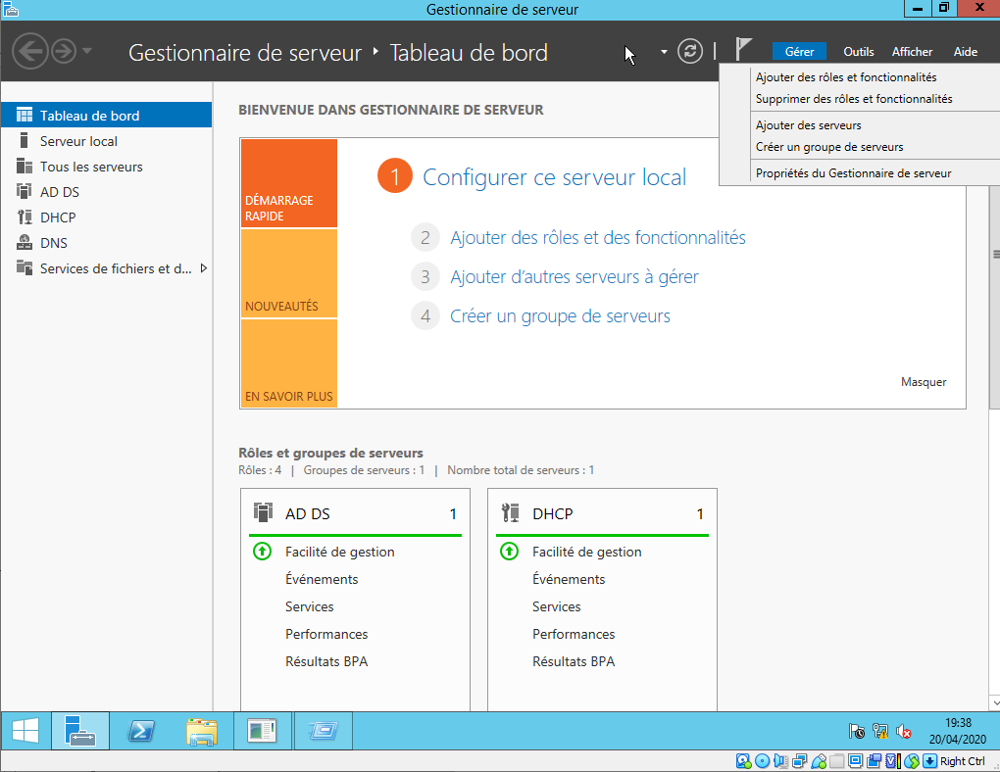 Gestionnaire de serveur
Gestionnaire de serveur ‣ Tableau de bord
Gérer Outils Afficher Aide
Ajouter des rôles et fonctionnalités
Supprimer des rôles et fonctionnalités
Ajouter des serveurs
Créer un groupe de serveurs
Propriétés du Gestionnaire de serveur
Tableau de bord
Serveur local
Tous les serveurs
AD DS
DHCP
DNS
Services de fichiers et d...
BIENVENUE DANS GESTIONNAIRE DE SERVEUR
DÉMARRAGE
RAPIDE
NOUVEAUTÉS
EN SAVOIR PLUS
1 Configurer ce serveur local
2 Ajouter des rôles et des fonctionnalités
3 Ajouter d'autres serveurs à gérer
4 Créer un groupe de serveurs
Masquer
Rôles et groupes de serveurs
Rôles : 4 | Groupes de serveurs : 1 | Nombre total de serveurs : 1
AD DS 1
Facilité de gestion
Événements
Services
Performances
Résultats BPA
DHCP 1
Facilité de gestion
Événements
Services
Performances
Résultats BPA
19:38
20/04/2020
Right Ctrl